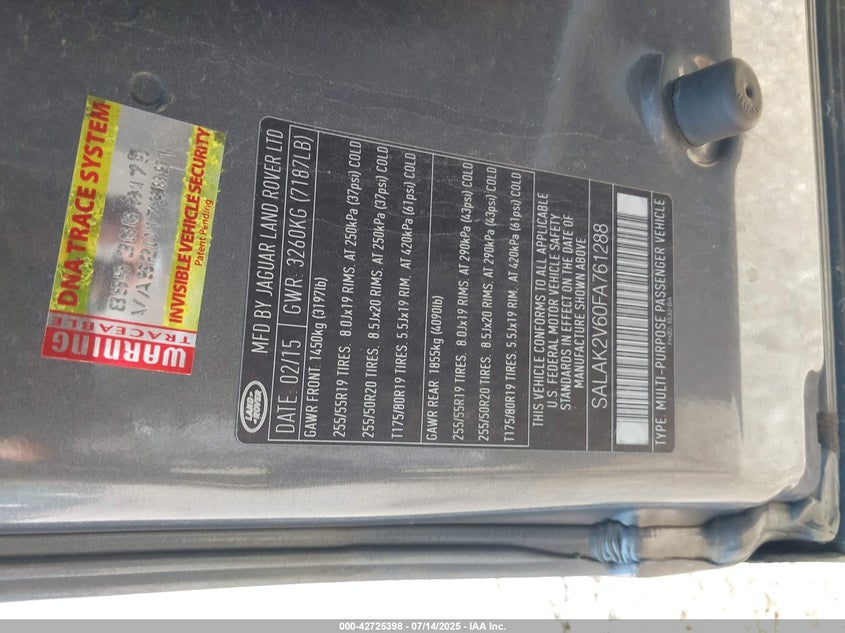 WARNING
TRACEABLE
DNA TRACE SYSTEM
INVISIBLE VEHICLE SECURITY
Patent Pending
LAND
ROVER
MFD BY JAGUAR LAND ROVER LTD
DATE: 02/15 GWR: 3260KG (7187LB)
GAWR FRONT: 1450kg (3197lb)
255/55R19 TIRES. 8.0Jx19 RIMS, AT 250kPa (37psi) COLD
255/50R20 TIRES. 8.5Jx20 RIMS, AT 250kPa (37psi) COLD
T175/80R19 TIRES 5.5Jx19 RIM, AT 420kPa (61psi) COLD
GAWR REAR 1855kg (4090lb)
255/55R19 TIRES. 8.0Jx19 RIMS, AT 290kPa (43psi) COLD
255/50R20 TIRES. 8.5Jx20 RIMS, AT 290kPa (43psi) COLD
T175/80R19 TIRES 5.5Jx19 RIM, AT 420kPa (61psi) COLD
THIS VEHICLE CONFORMS TO ALL APPLICABLE
U.S. FEDERAL MOTOR VEHICLE SAFETY
STANDARDS IN EFFECT ON THE DATE OF
MANUFACTURE SHOWN ABOVE
SALAK2V60FA761288
TYPE: MULTI-PURPOSE PASSENGER VEHICLE
000-42725398 - 07/14/2025 - IAA Inc.